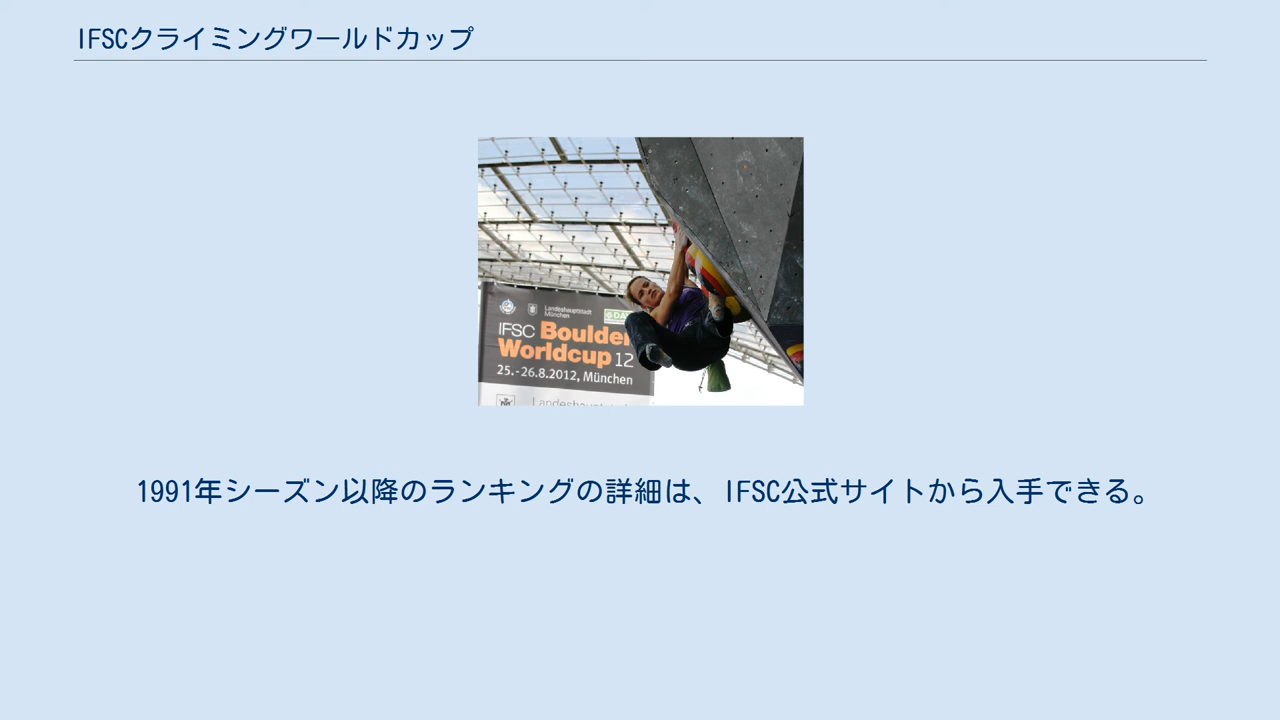 IFSCクライミングワールドカップ
Landeshauptstadt
München
IFSC Boulder
Worldcup 12
25.-26.8.2012, München
1991年シーズン以降のランキングの詳細は、IFSC公式サイトから入手できる。